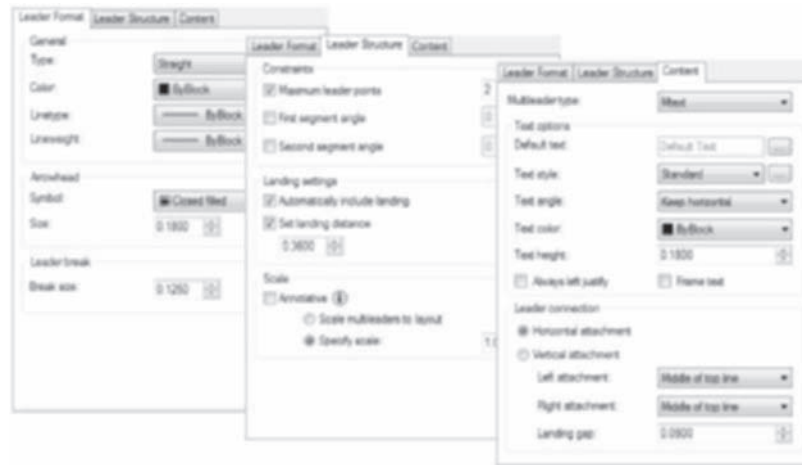 Leader Format Leader Structure Content
General
Type: Straight
Color: ByBlock
Linetype: ByBlock
Lineweight: ByBlock
Arrowhead
Symbol: Closed filled
Size: 0.1800
Leader break
Break size: 0.1250
Leader Format Leader Structure Content
Constraints
Maximum leader points 2
First segment angle 0
Second segment angle 0
Landing settings
Automatically include landing
Set landing distance
0.3600
Scale
Annotative
Scale multileaders to layout
Specify scale: 1.0
Leader Format Leader Structure Content
Multileader type: Mtext
Text options
Default text: Default Text ...
Text style: Standard ...
Text angle: Keep horizontal
Text color: ByBlock
Text height: 0.1800
Always left justify Frame text
Leader connection
Horizontal attachment
Vertical attachment
Left attachment: Middle of top line
Right attachment: Middle of top line
Landing gap: 0.0900